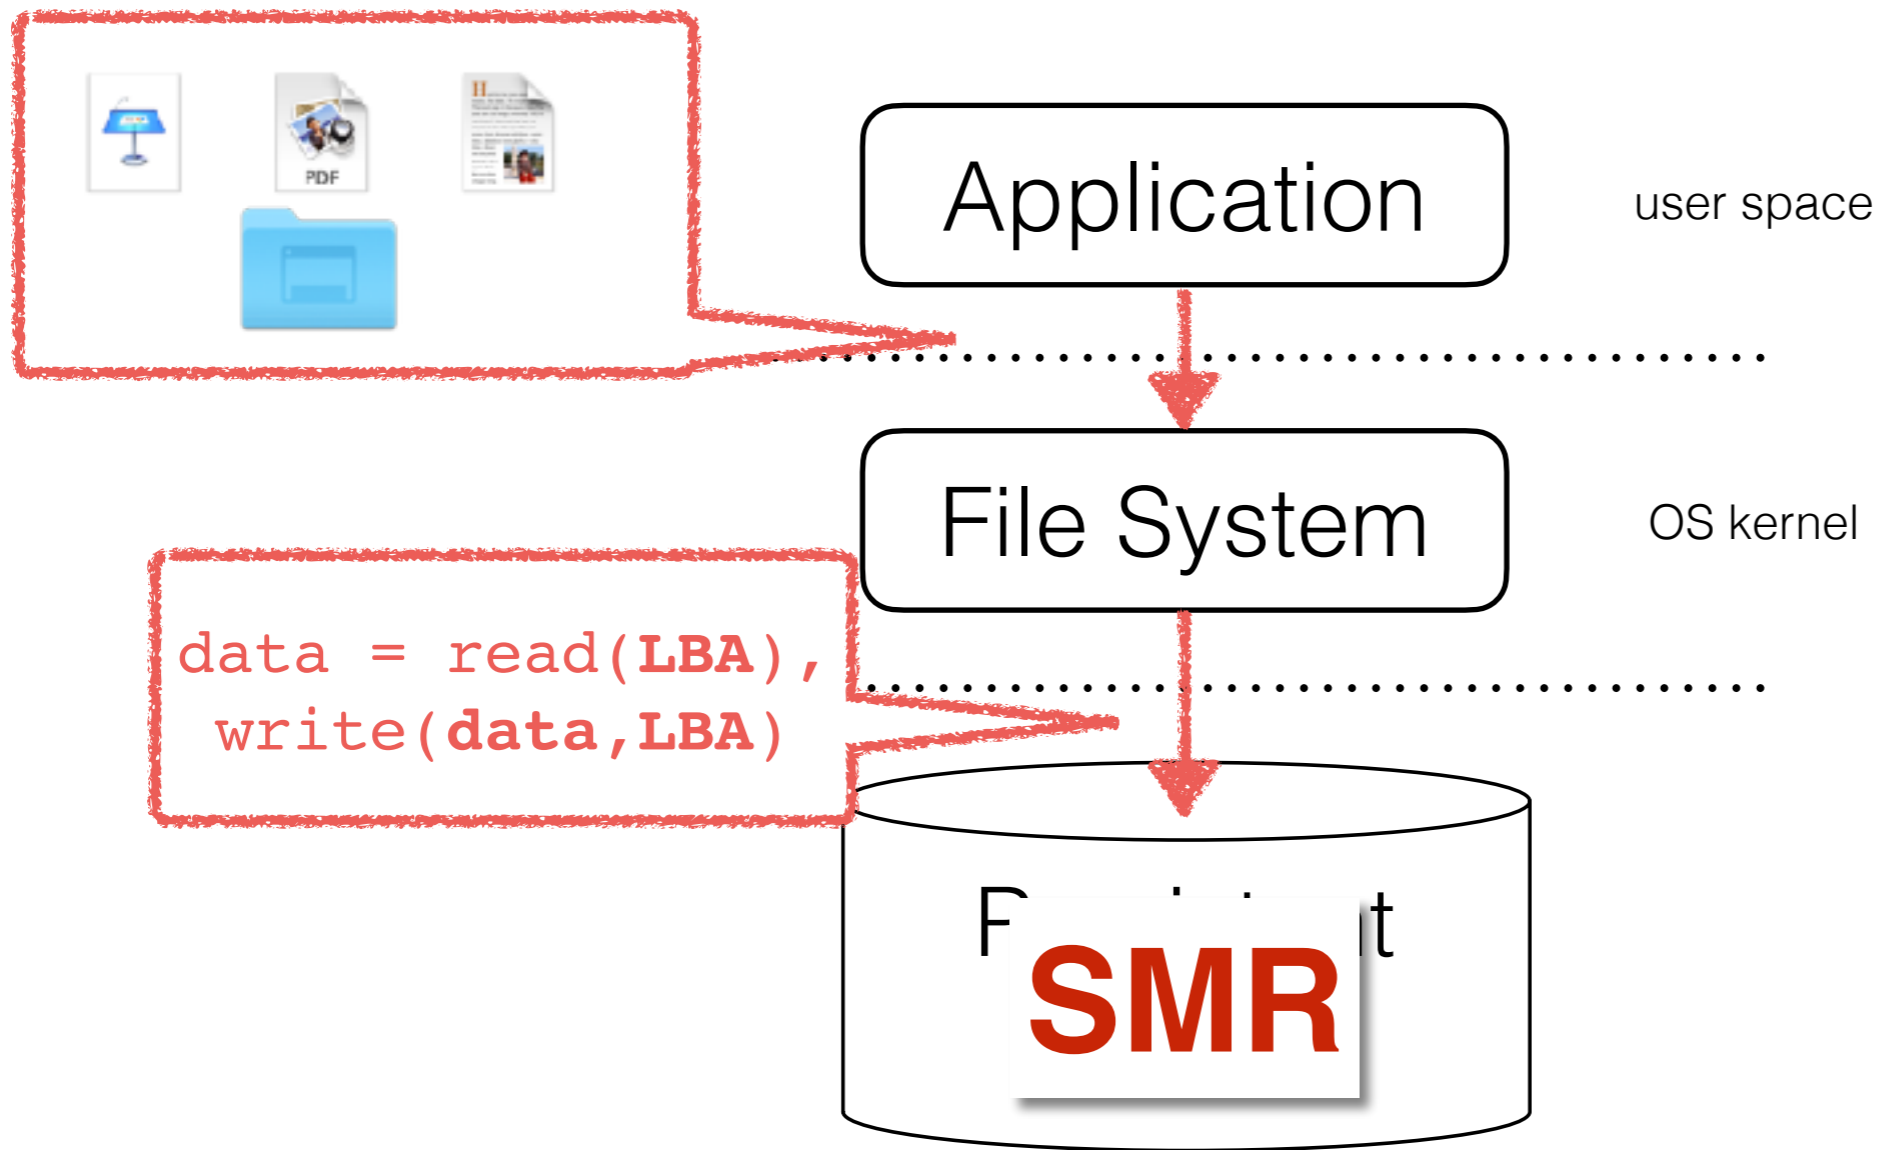 PDF
Application
user space
File System
OS kernel
data = read(LBA),
write(data,LBA)
SMR